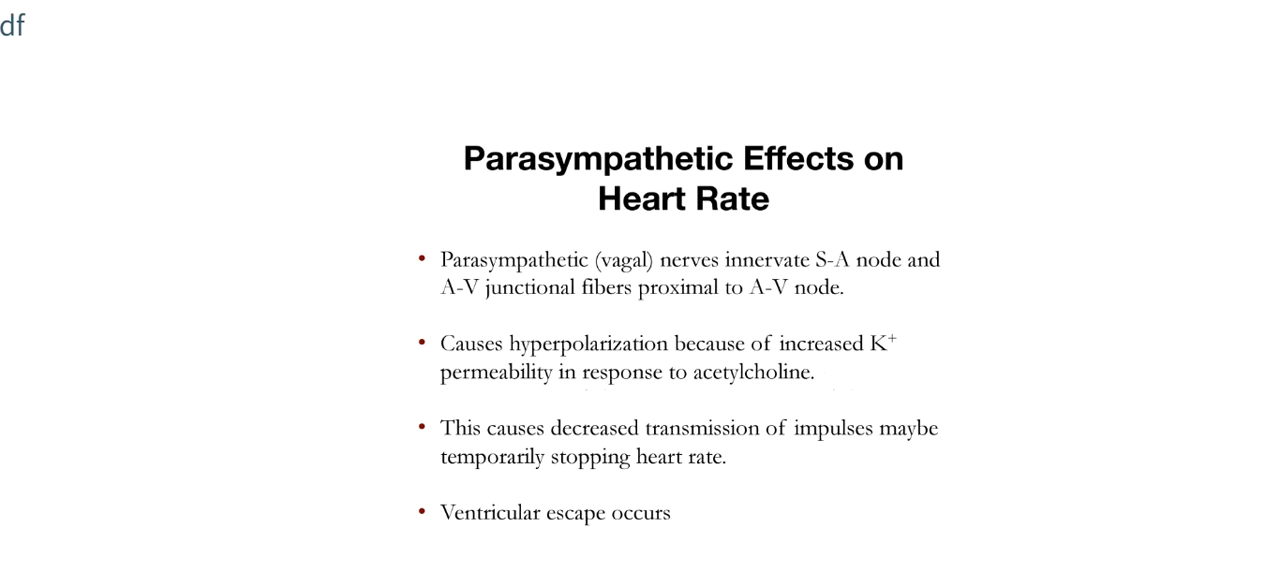 df
Parasympathetic Effects on
Heart Rate
• Parasympathetic (vagal) nerves innervate S-A node and
A-V junctional fibers proximal to A-V node.
• Causes hyperpolarization because of increased K⁺
permeability in response to acetylcholine.
• This causes decreased transmission of impulses maybe
temporarily stopping heart rate.
• Ventricular escape occurs